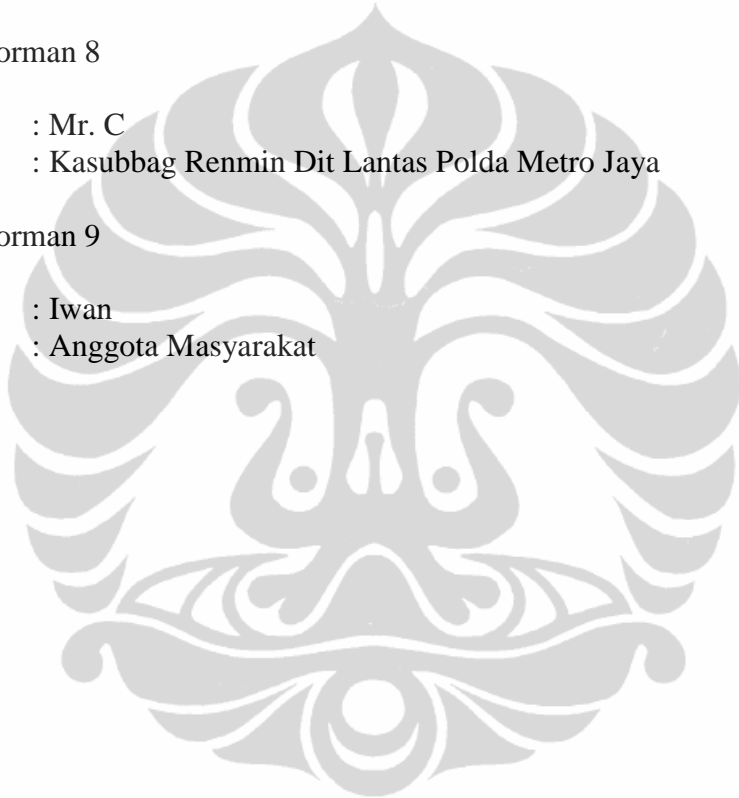 orman 8
: Mr. C
: Kasubbag Renmin Dit Lantas Polda Metro Jaya
orman 9
: Iwan
: Anggota Masyarakat